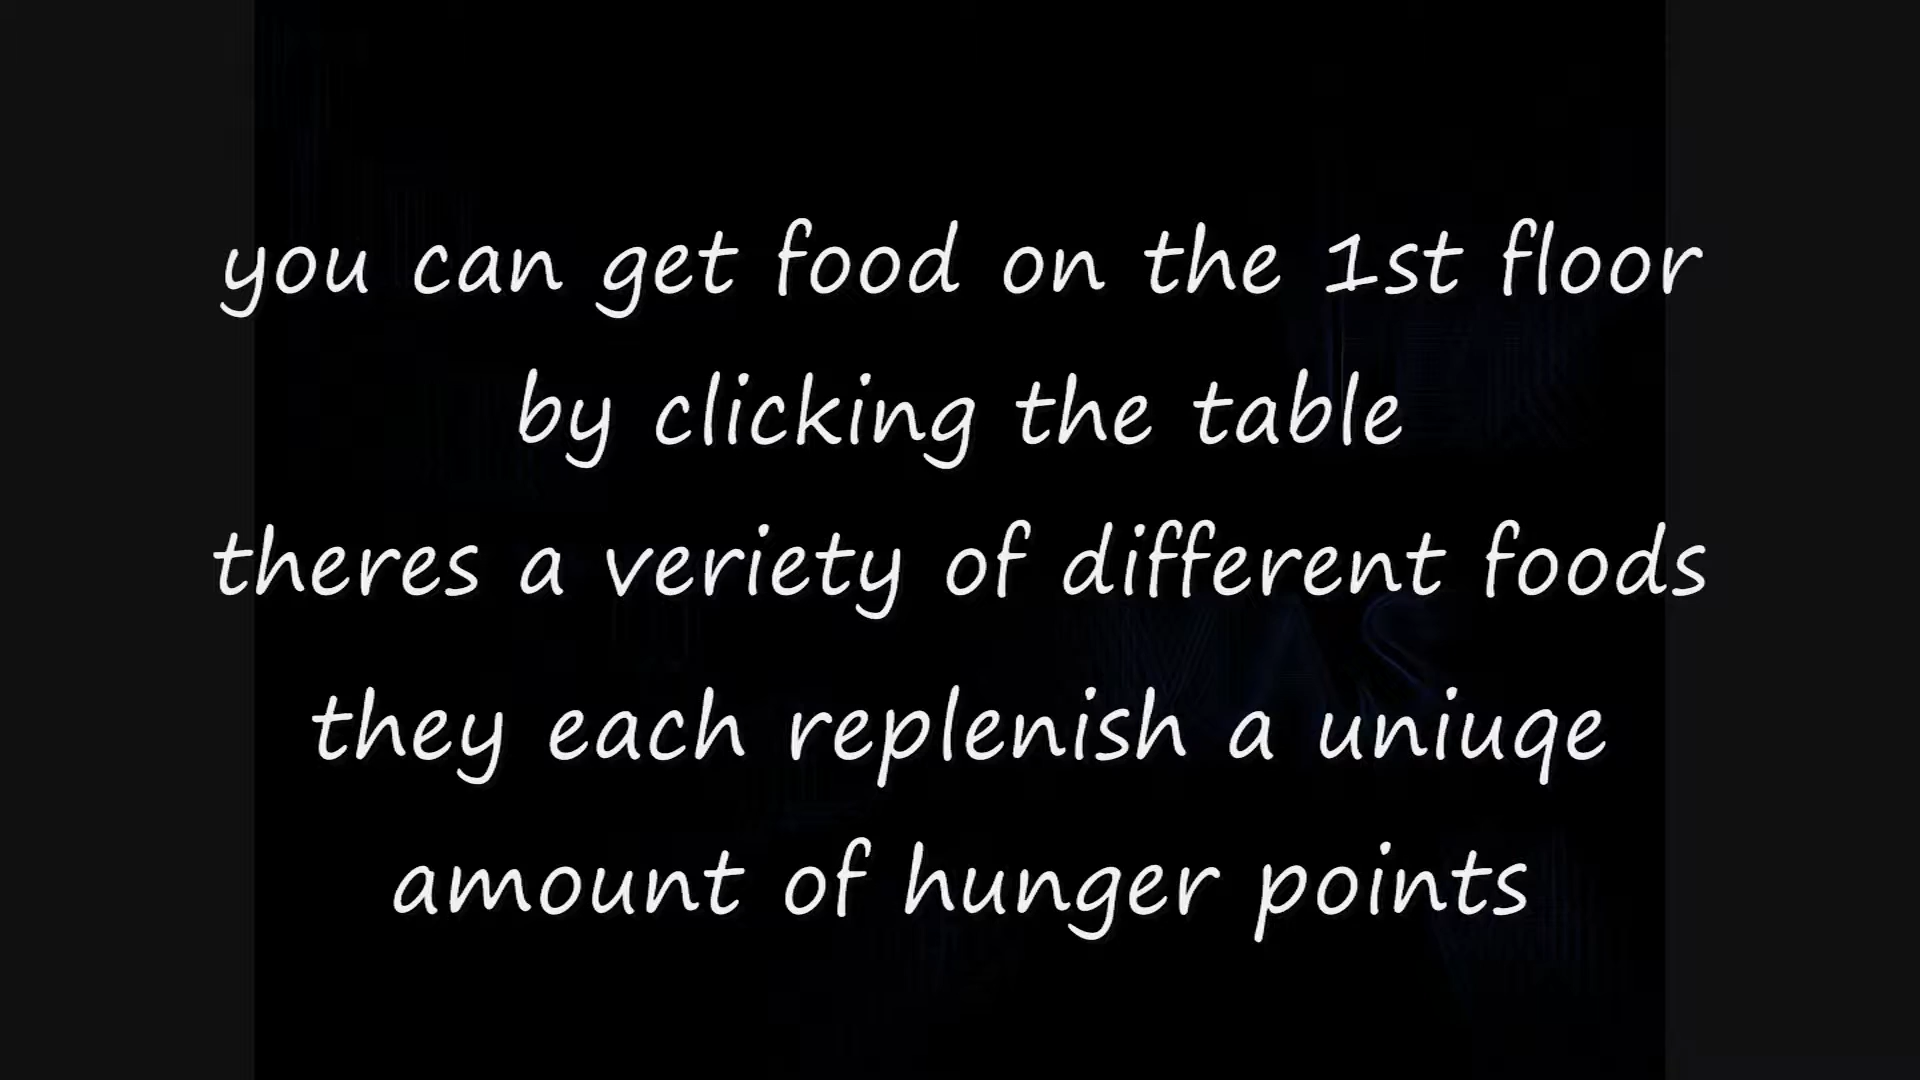 you can get food on the 1st floor
by clicking the table
theres a veriety of different foods
they each replenish a uniuqe
amount of hunger points